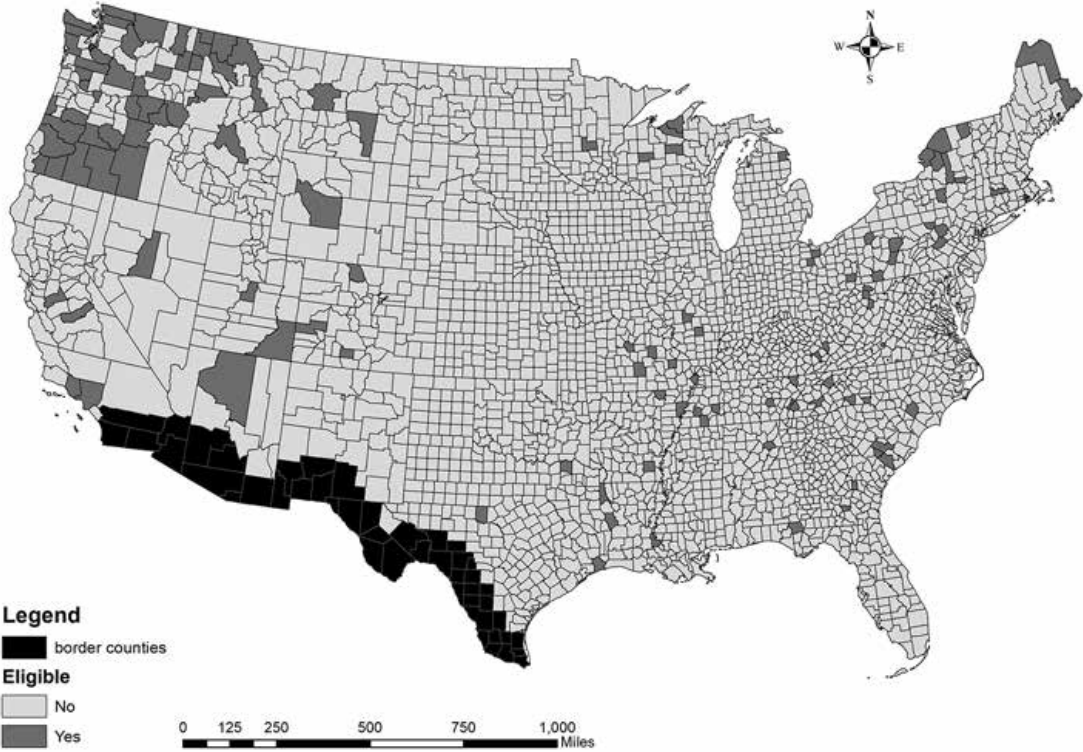 N
W E
S
Legend
border counties
Eligible
No
Yes
0 125 250 500 750 1,000
Miles